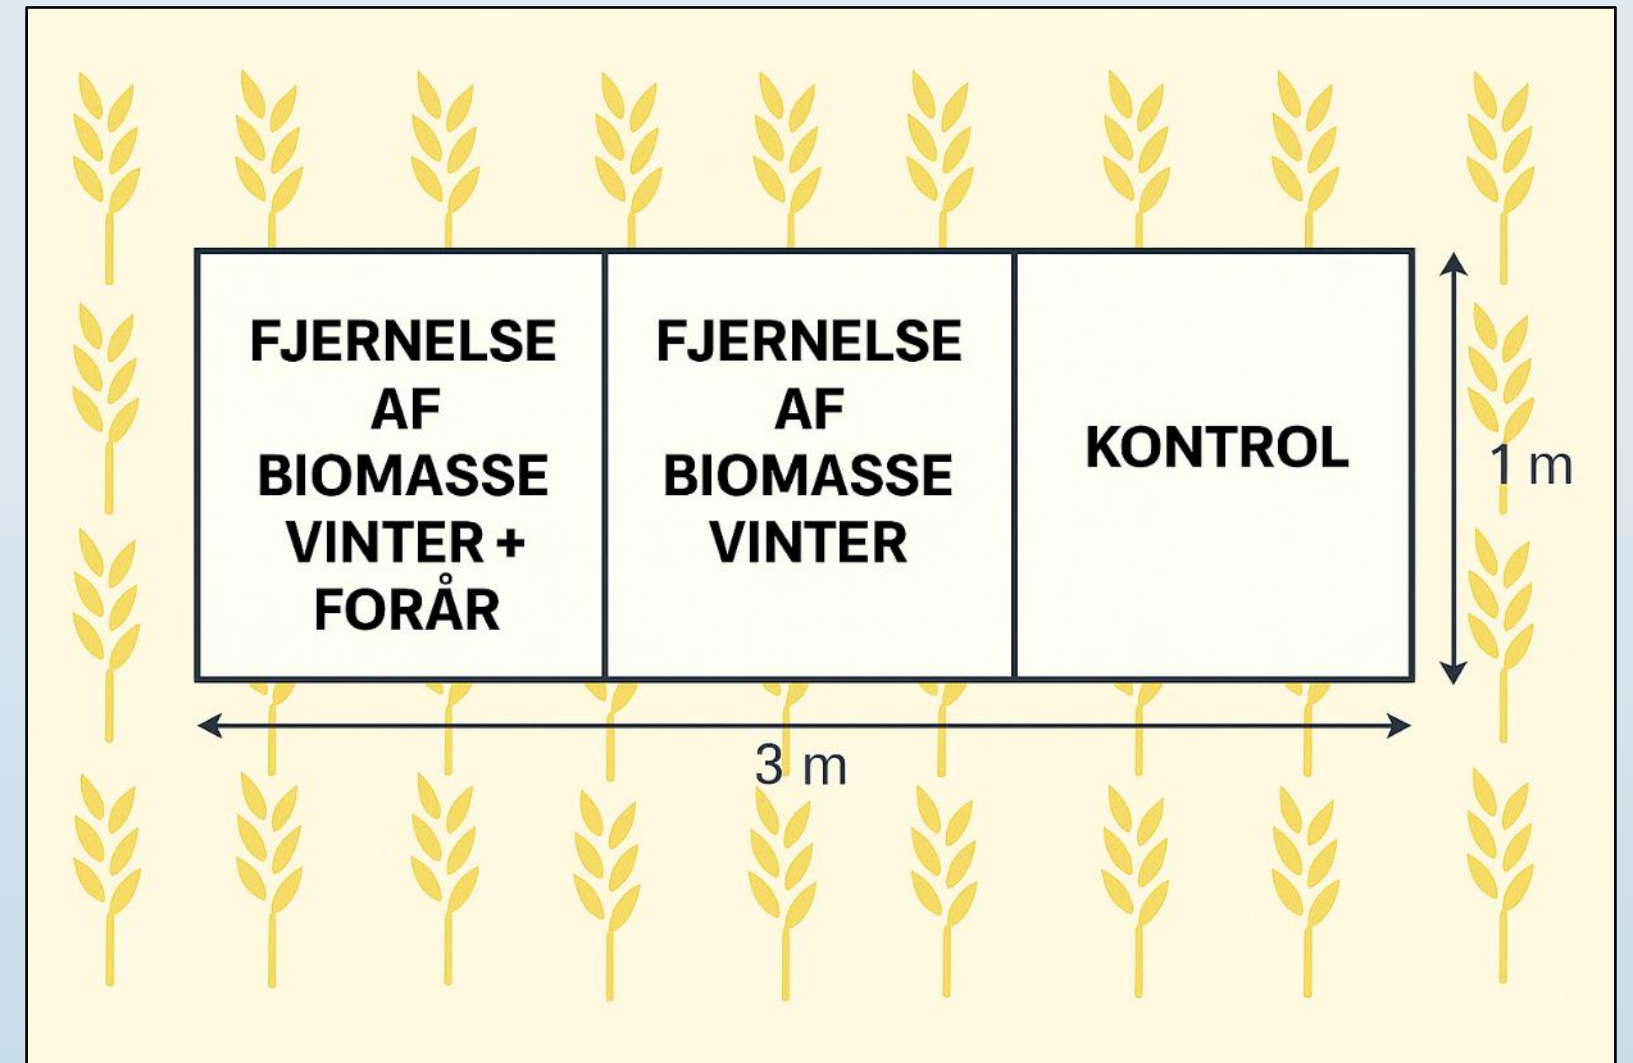 FJERNELSE
AF
BIOMASSE
VINTER +
FORÅR
FJERNELSE
AF
BIOMASSE
VINTER
KONTROL
1 m
3 m